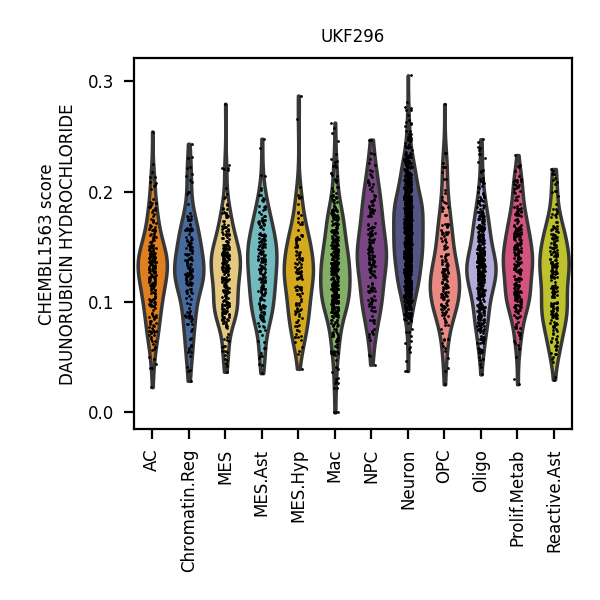 UKF296
CHEMBL1563 score
DAUNORUBICIN HYDROCHLORIDE
0.3
0.2
0.1
0.0
AC
Chromatin.Reg
MES
MES.Ast
MES.Hyp
Mac
NPC
Neuron
OPC
Oligo
Prolif.Metab
Reactive.Ast